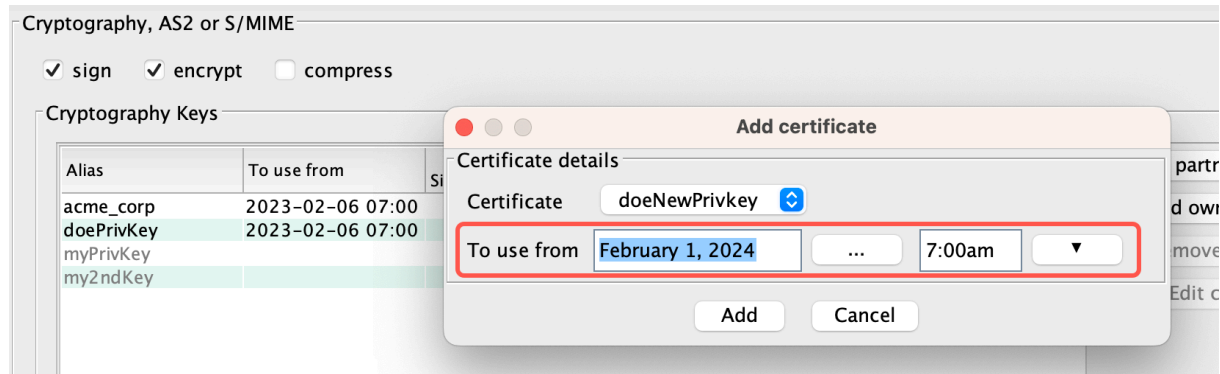 Cryptography, AS2 or S/MIME
sign encrypt compress
Cryptography Keys
Add certificate
Certificate details
Alias To use from
Certificate doeNewPrivkey
acme_corp 2023-02-06 07:00
doePrivKey 2023-02-06 07:00
myPrivKey
my2ndKey
To use from February 1, 2024 ... 7:00am
Add Cancel